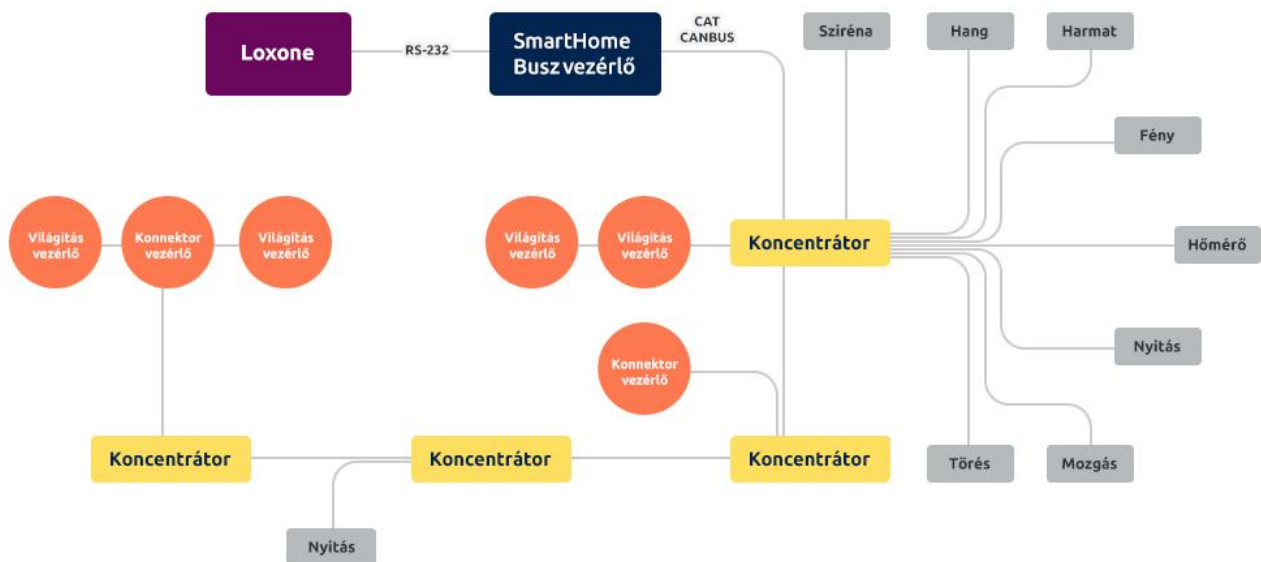 Loxone
RS-232
SmartHome
Busz vezérlő
CAT
CANBUS
Sziréna
Hang
Harmat
Fény
Világítás
vezérlő
Konnektor
vezérlő
Világítás
vezérlő
Világítás
vezérlő
Világítás
vezérlő
Koncentrátor
Hőmérő
Nyitás
Konnektor
vezérlő
Koncentrátor
Koncentrátor
Koncentrátor
Törés
Mozgás
Nyitás